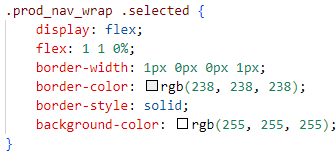 .prod_nav_wrap .selected {
display: flex;
flex: 1 1 0%;
border-width: 1px 0px 0px 1px;
border-color: rgb(238, 238, 238);
border-style: solid;
background-color: rgb(255, 255, 255);
}